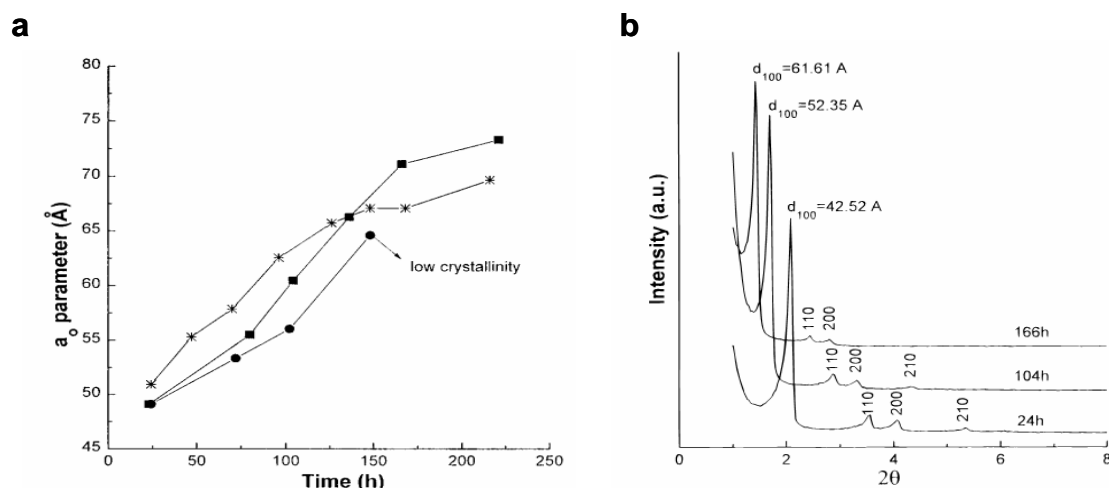 a
80
75
70
65
60
55
50
45
a₀ parameter (Å)
low crystallinity
0 50 100 150 200 250
Time (h)
b
d₁₀₀=61.61 A
d₁₀₀=52.35 A
d₁₀₀=42.52 A
Intensity (a.u.)
110 200 166h
110 200 210 104h
110 200 210 24h
0 2 4 6 8
2θ